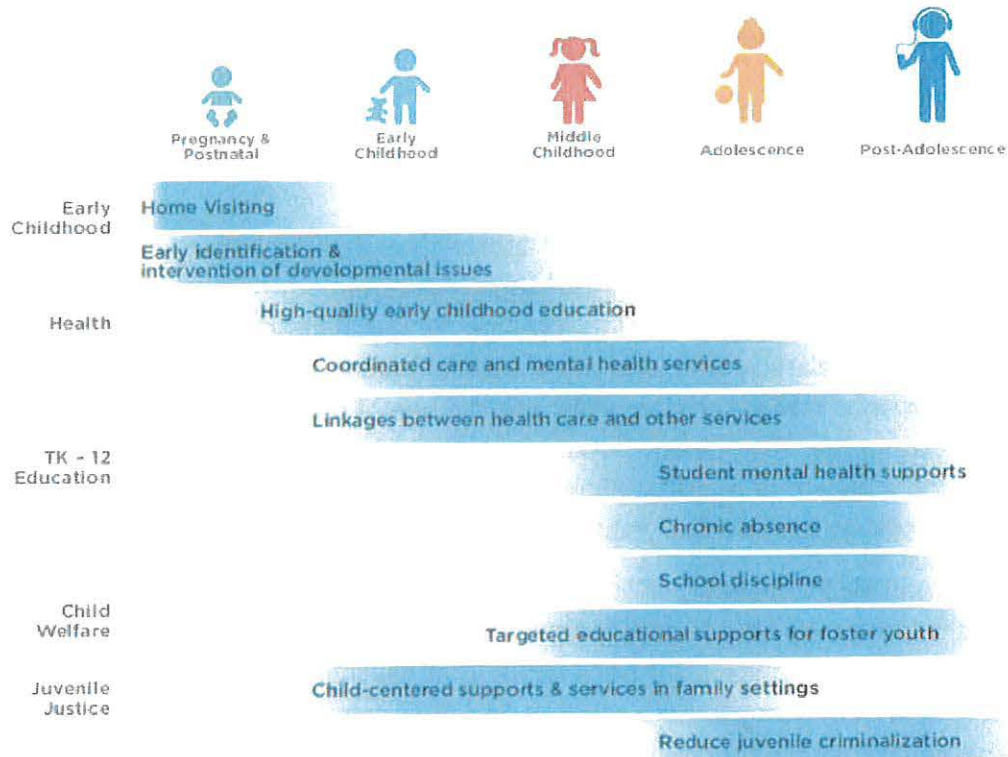 Pregnancy &
Postnatal
Early
Childhood
Middle
Childhood
Adolescence
Post-Adolescence
Early
Childhood
Home Visiting
Early identification &
intervention of developmental issues
Health
High-quality early childhood education
Coordinated care and mental health services
Linkages between health care and other services
TK - 12
Education
Student mental health supports
Chronic absence
School discipline
Child
Welfare
Targeted educational supports for foster youth
Juvenile
Justice
Child-centered supports & services in family settings
Reduce juvenile criminalization